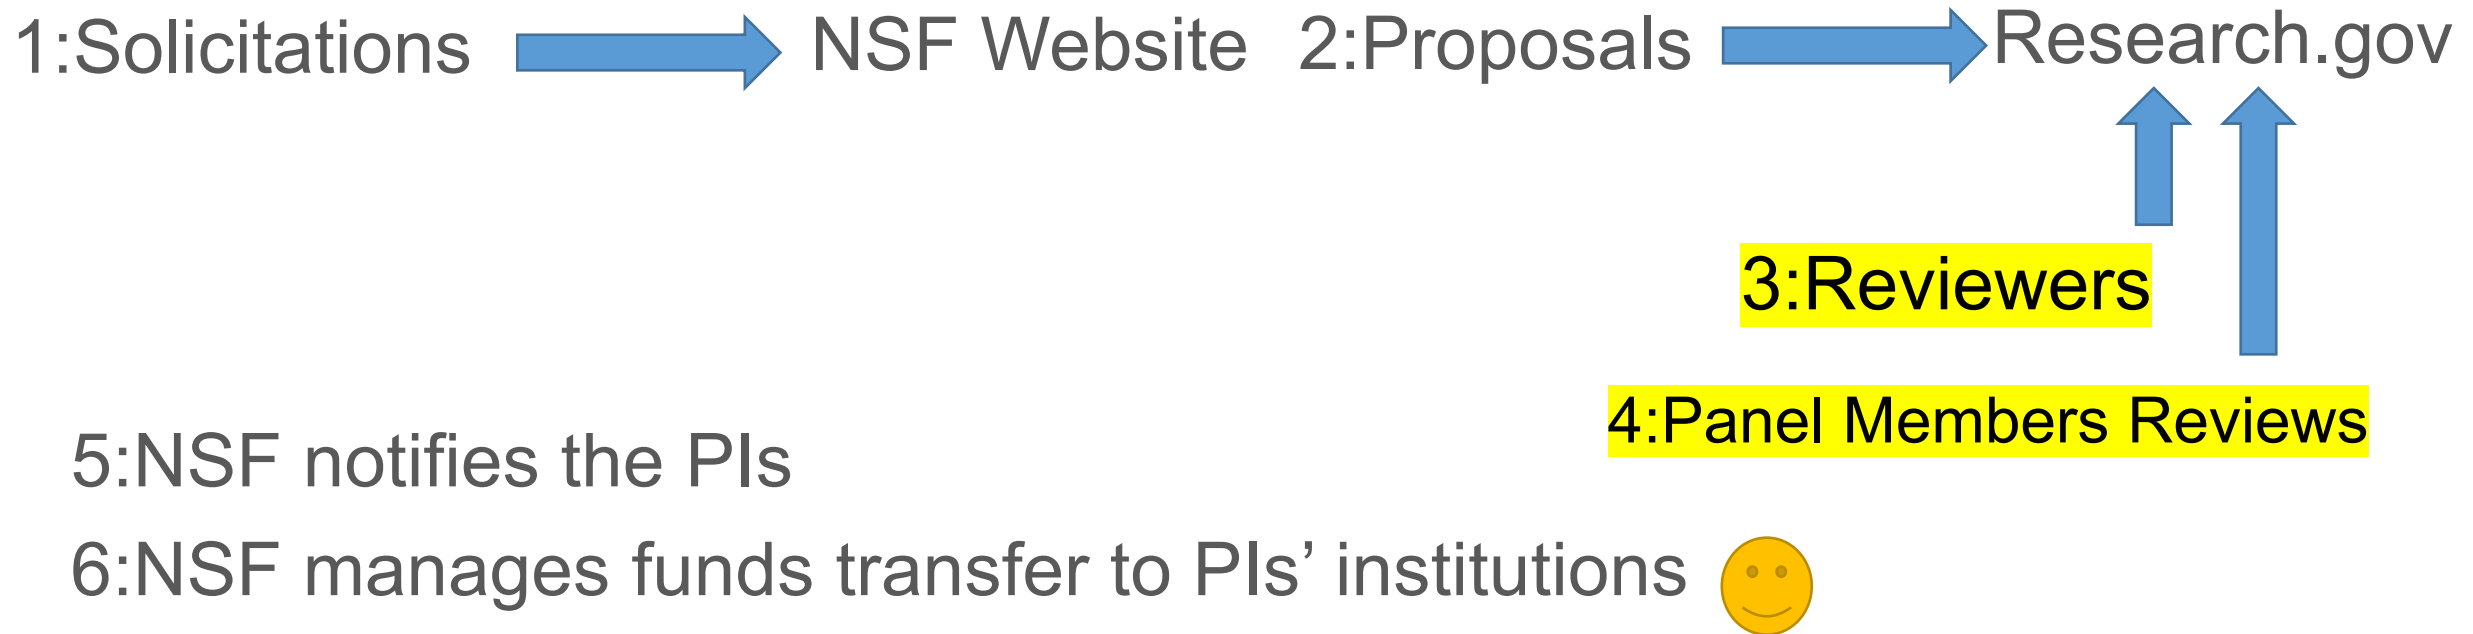 1:Solicitations NSF Website 2:Proposals Research.gov
3:Reviewers
4:Panel Members Reviews
5:NSF notifies the PIs
6:NSF manages funds transfer to PIs’ institutions